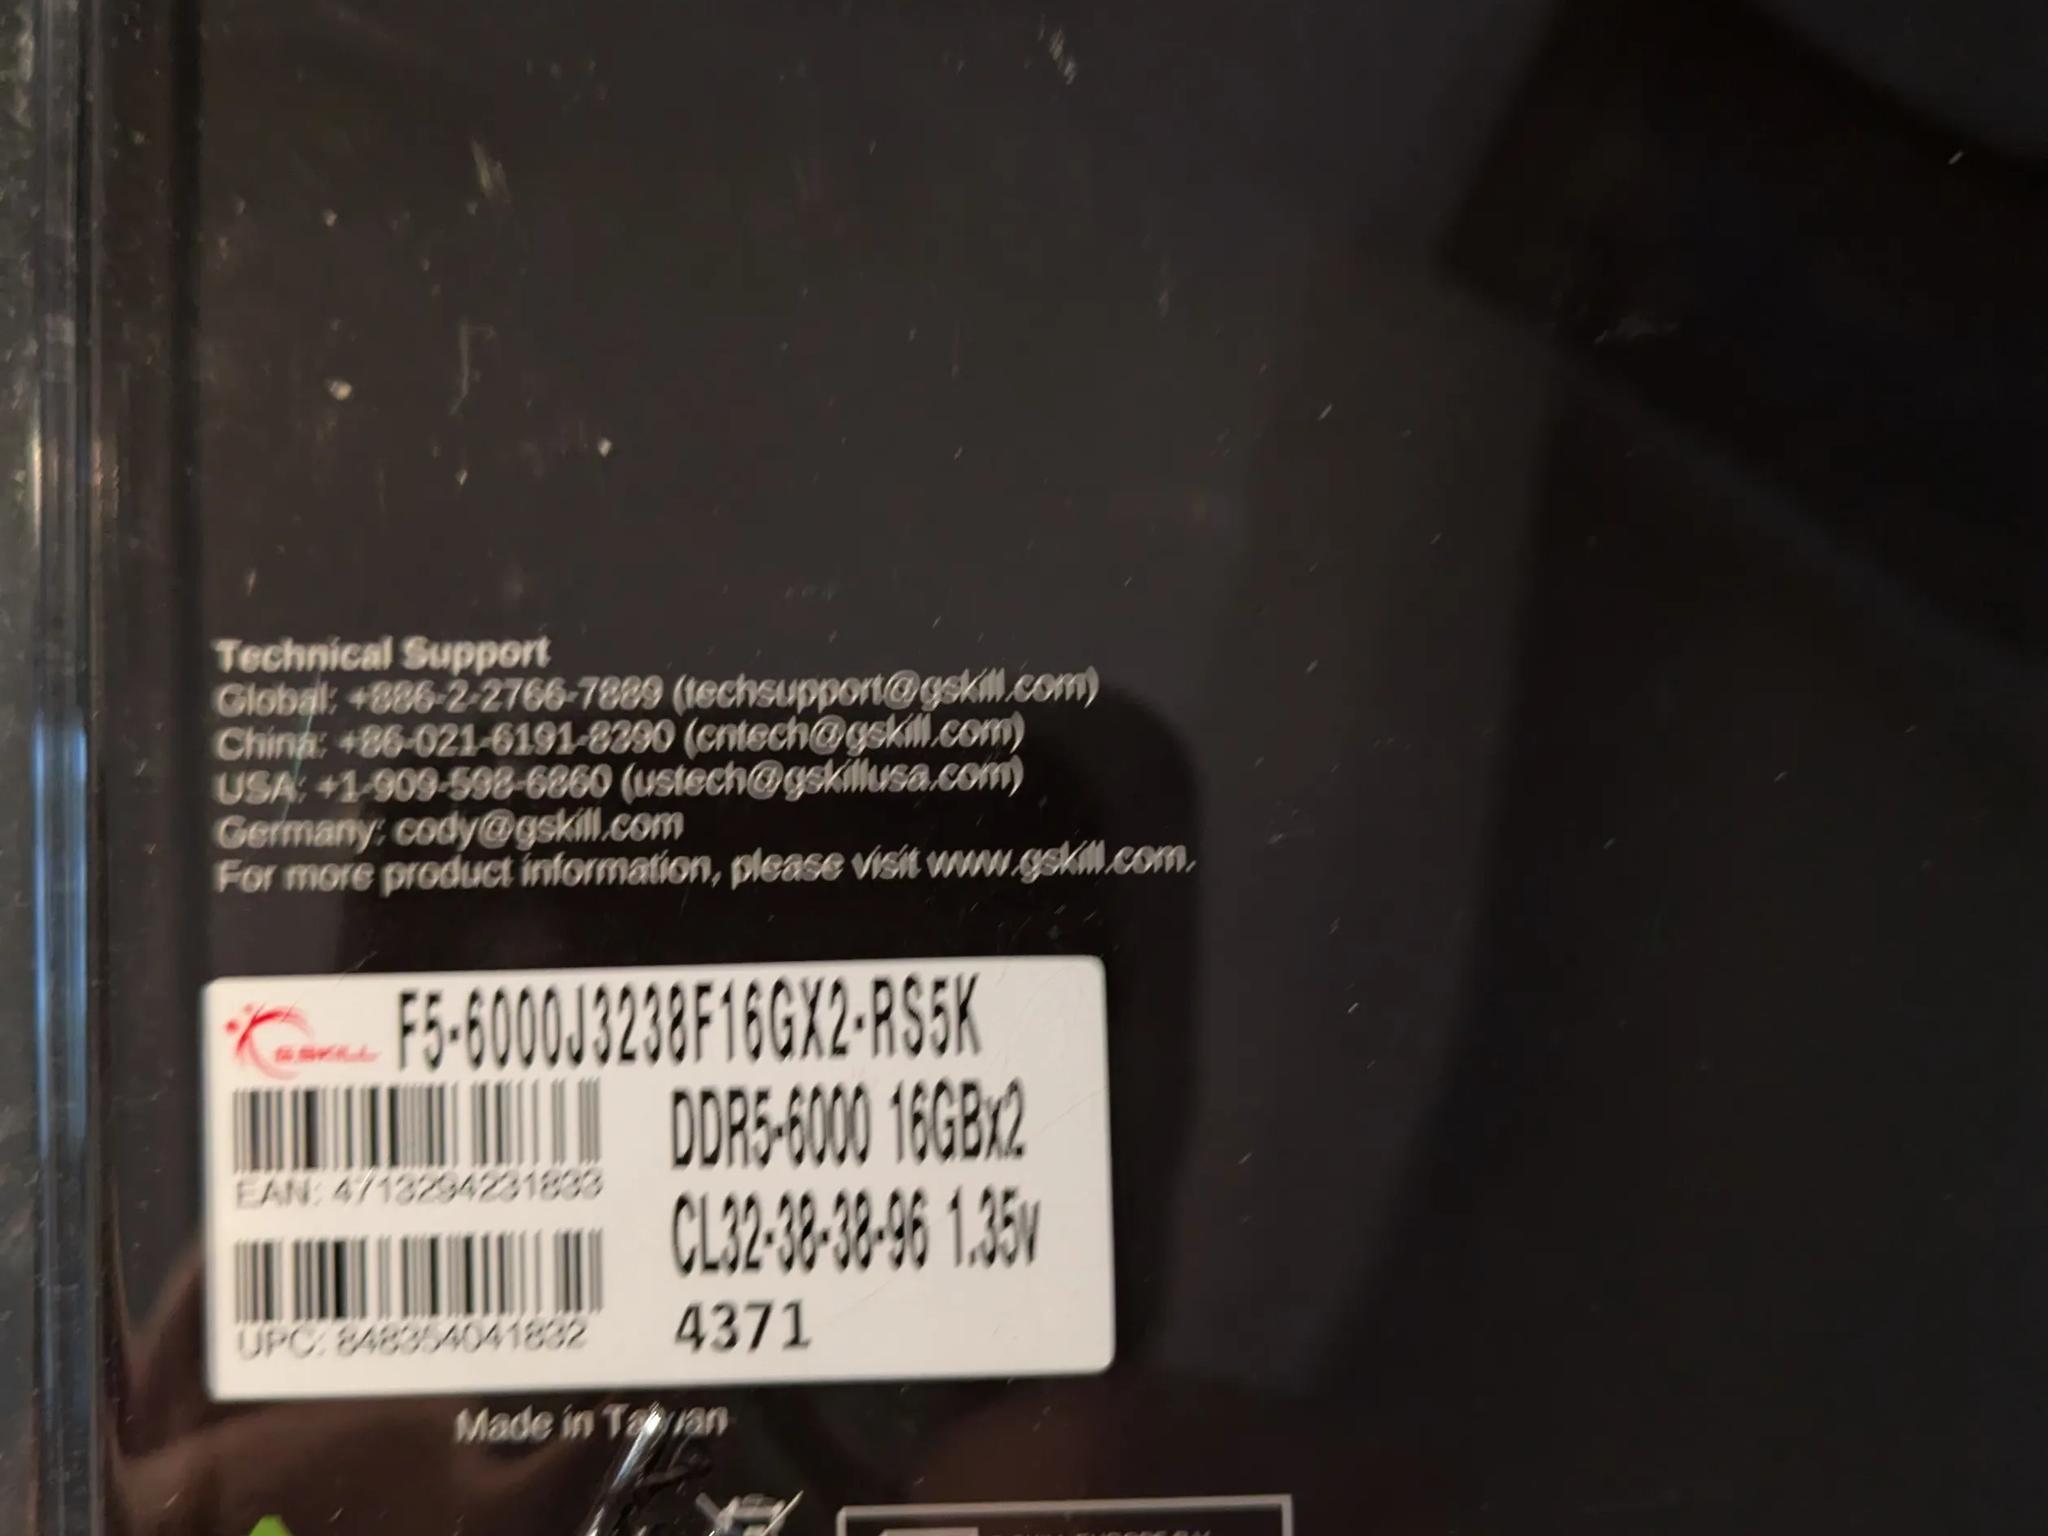 Technical Support
Global: +886-2-2766-7889 (techsupport@gskill.com)
China: +86-021-6191-8390 (cntech@gskill.com)
USA: +1-909-598-6860 (ustech@gskillusa.com)
Germany: cody@gskill.com
For more product information, please visit www.gskill.com.
G.SKILL
F5-6000J3238F16GX2-RS5K
DDR5-6000 16GBx2
EAN: 4713294231833
CL32-38-38-96 1.35v
UPC: 848354041832
4371
Made in Taiwan